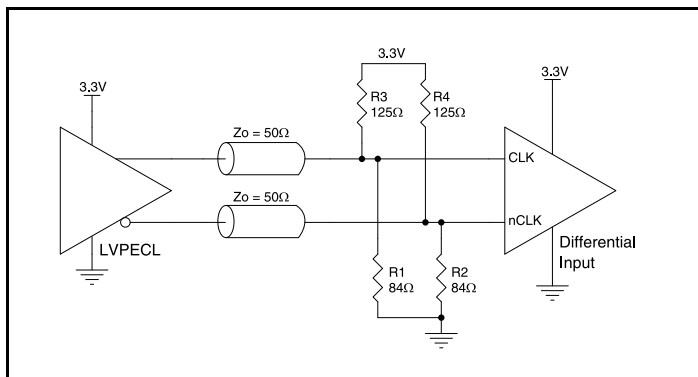 3.3V
3.3V
3.3V
R3
125Ω
R4
125Ω
Zo = 50Ω
CLK
Zo = 50Ω
nCLK
LVPECL
Differential
Input
R1
84Ω
R2
84Ω